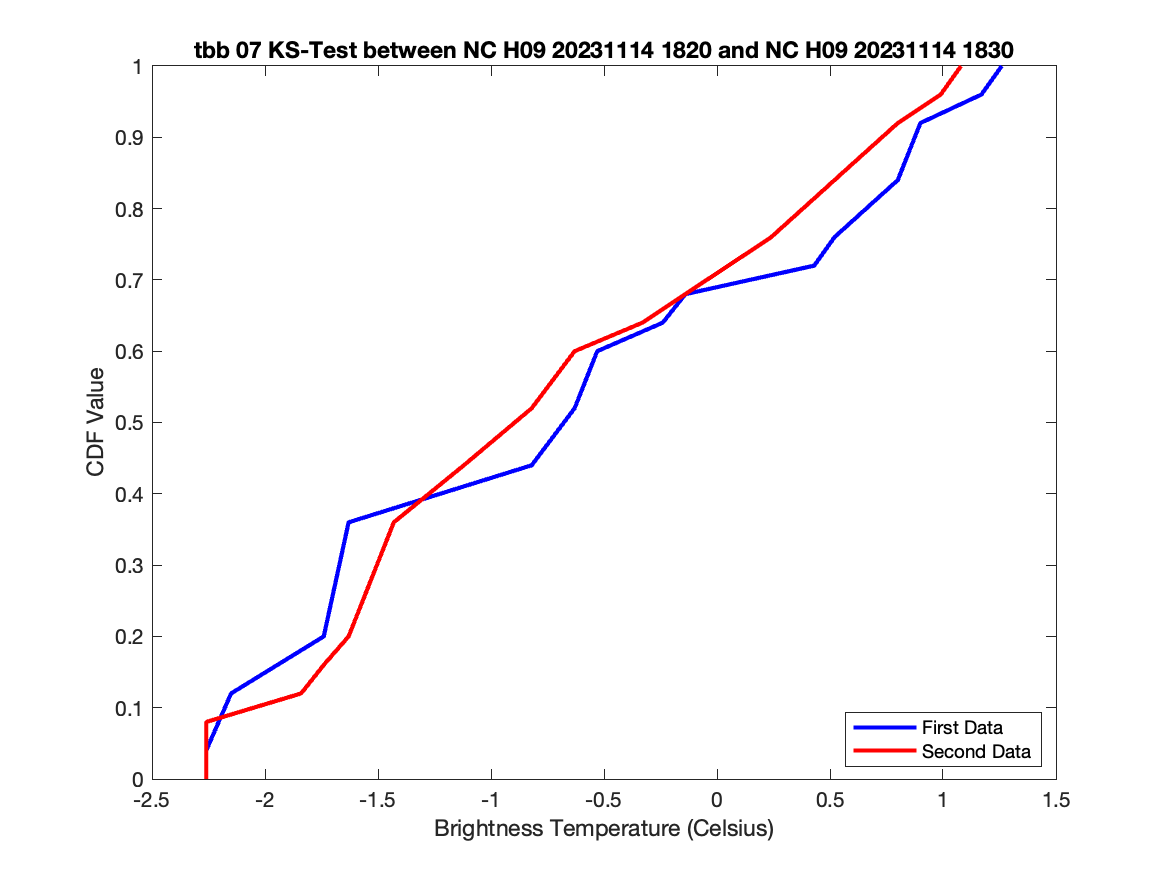 tbb 07 KS-Test between NC H09 20231114 1820 and NC H09 20231114 1830
1
0.9
0.8
0.7
0.6
0.5
0.4
0.3
0.2
0.1
0
CDF Value
First Data
Second Data
-2.5 -2 -1.5 -1 -0.5 0 0.5 1 1.5
Brightness Temperature (Celsius)